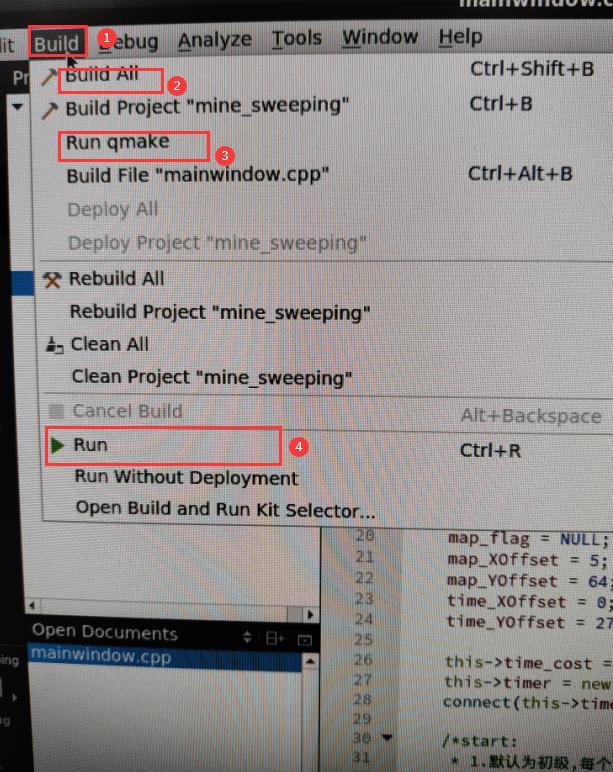 Build 1 Debug Analyze Tools Window Help
Build All Ctrl+Shift+B
2
Build Project "mine_sweeping" Ctrl+B
Run qmake
3
Build File "mainwindow.cpp" Ctrl+Alt+B
Deploy All
Deploy Project "mine_sweeping"
Rebuild All
Rebuild Project "mine_sweeping"
Clean All
Clean Project "mine_sweeping"
Cancel Build Alt+Backspace
Run 4 Ctrl+R
Run Without Deployment
Open Build and Run Kit Selector...
20 map_flag = NULL;
21 map_XOffset = 5;
22 map_YOffset = 64;
23 time_XOffset = 0;
24 time_YOffset = 27
25
26 this->time_cost =
27 this->timer = new
28 connect(this->time
29
30 /*start:
31 * 1.默认为初级,每个
Open Documents
mainwindow.cpp